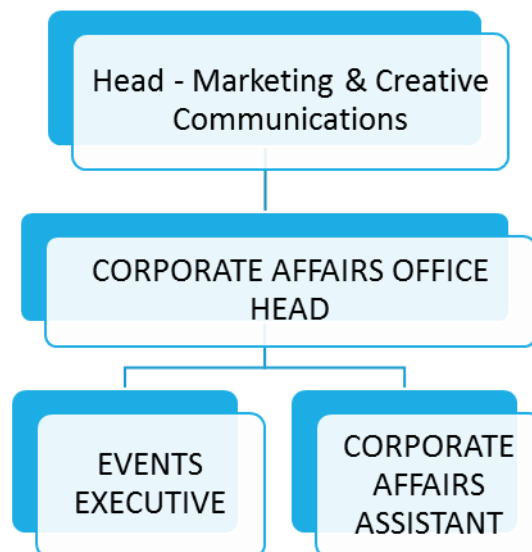 Head - Marketing & Creative
Communications
CORPORATE AFFAIRS OFFICE
HEAD
EVENTS
EXECUTIVE
CORPORATE
AFFAIRS
ASSISTANT